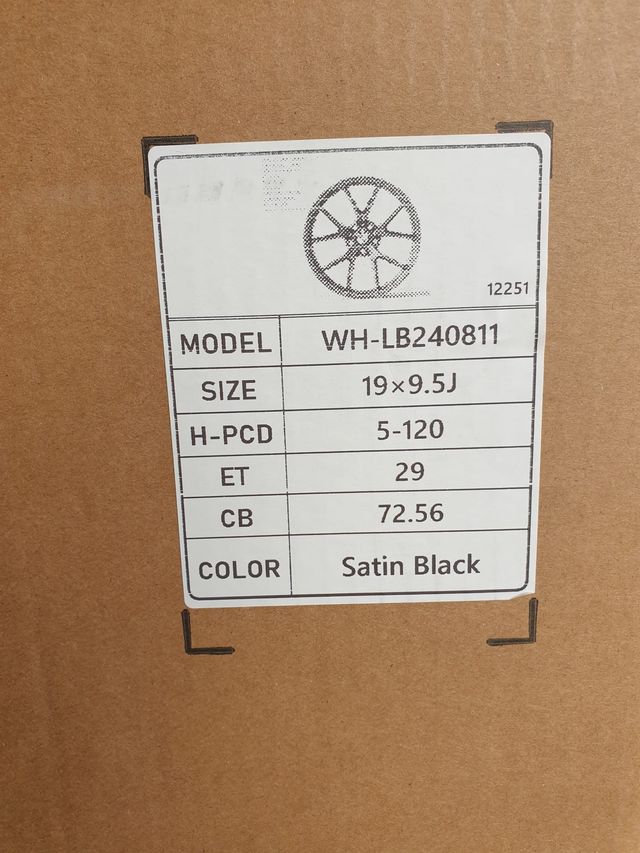 12251
MODEL WH-LB240811
SIZE 19×9.5J
H-PCD 5-120
ET 29
CB 72.56
COLOR Satin Black